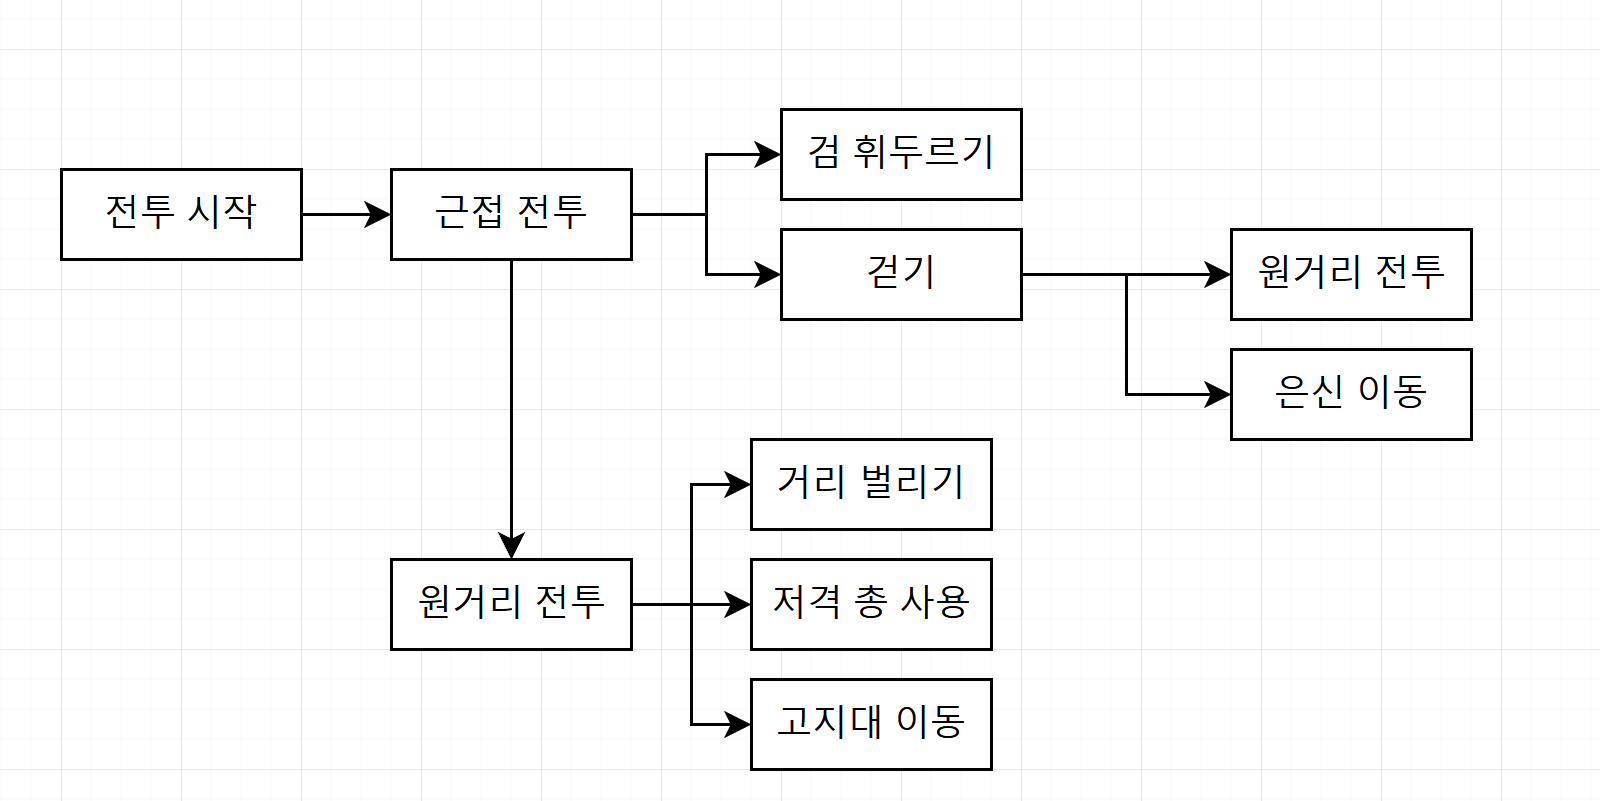 전투 시작
근접 전투
검 휘두르기
걷기
원거리 전투
은신 이동
원거리 전투
거리 벌리기
저격 총 사용
고지대 이동